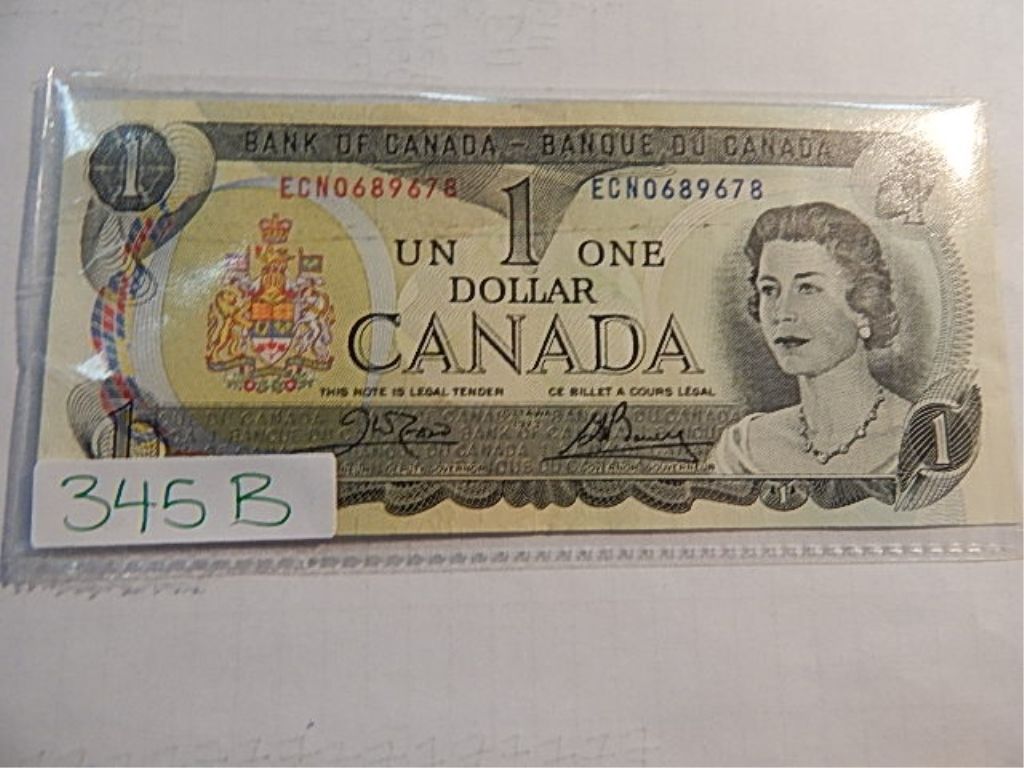 BANK OF CANADA - BANQUE DU CANADA
1
ECN0689678 ECN0689678
UN 1 ONE
DOLLAR
CANADA
THIS NOTE IS LEGAL TENDER CE BILLET A COURS LÉGAL
1
1
345 B